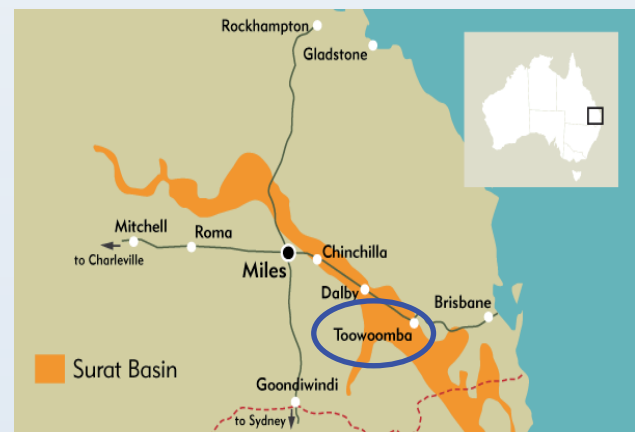 Rockhampton
Gladstone
Mitchell
Roma
to Charleville
Miles
Chinchilla
Dalby
Brisbane
Toowoomba
Surat Basin
Goondiwindi
to Sydney